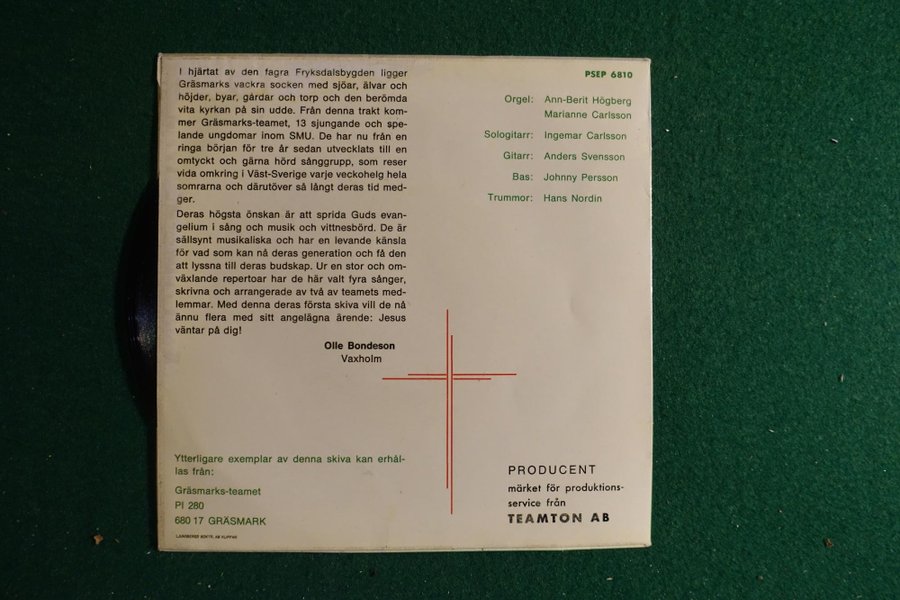 I hjärtat av den fagra Fryksdalsbygden ligger
Gräsmarks vackra socken med sjöar, älvar och
höjder, byar, gårdar och torp och den berömda
vita kyrkan på sin udde. Från denna trakt kom-
mer Gräsmarks-teamet, 13 sjungande och spe-
lande ungdomar inom SMU. De har nu från en
ringa början för tre år sedan utvecklats till en
omtyckt och gärna hörd sånggrupp, som reser
vida omkring i Väst-Sverige varje veckohelg hela
somrarna och därutöver så långt deras tid med-
ger.
Deras högsta önskan är att sprida Guds evan-
gelium i sång och musik och vittnesbörd. De är
sällsynt musikaliska och har en levande känsla
för vad som kan nå deras generation och få den
att lyssna till deras budskap. Ur en stor och om-
växlande repertoar har de här valt fyra sånger,
skrivna och arrangerade av två av teamets med-
lemmar. Med denna deras första skiva vill de nå
ännu flera med sitt angelägna ärende: Jesus
väntar på dig!
Olle Bondeson
Vaxholm
Ytterligare exemplar av denna skiva kan erhål-
las från:
Gräsmarks-teamet
Pl 280
680 17 GRÄSMARK
PSEP 6810
Orgel: Ann-Berit Högberg
Marianne Carlsson
Sologitarr: Ingemar Carlsson
Gitarr: Anders Svensson
Bas: Johnny Persson
Trummor: Hans Nordin
PRODUCENT
märket för produktions-
service från
TEAMTON AB